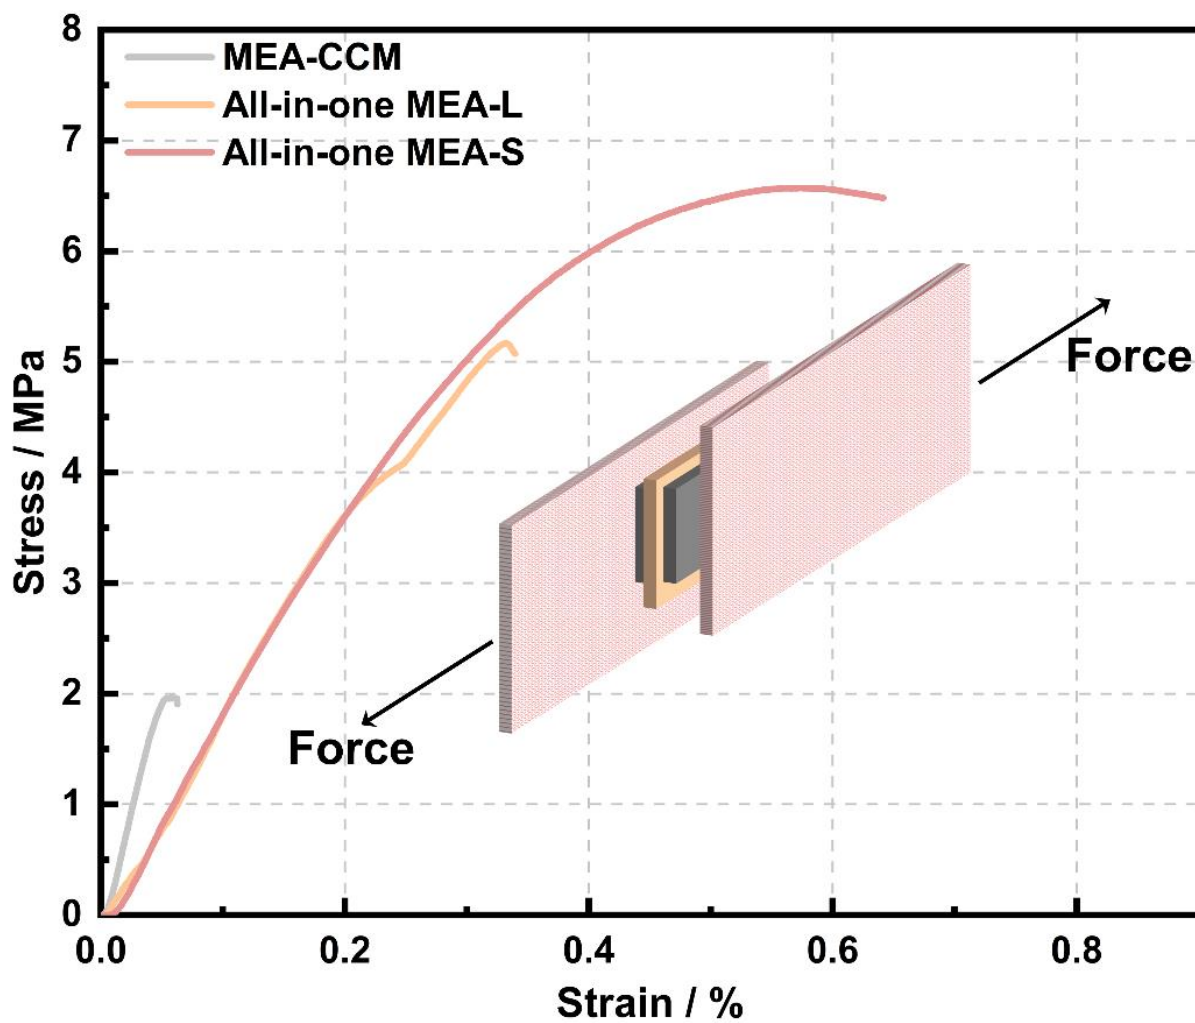 8
7
6
5
4
3
2
1
0
Stress / MPa
MEA-CCM
All-in-one MEA-L
All-in-one MEA-S
Force
Force
0.0 0.2 0.4 0.6 0.8
Strain / %